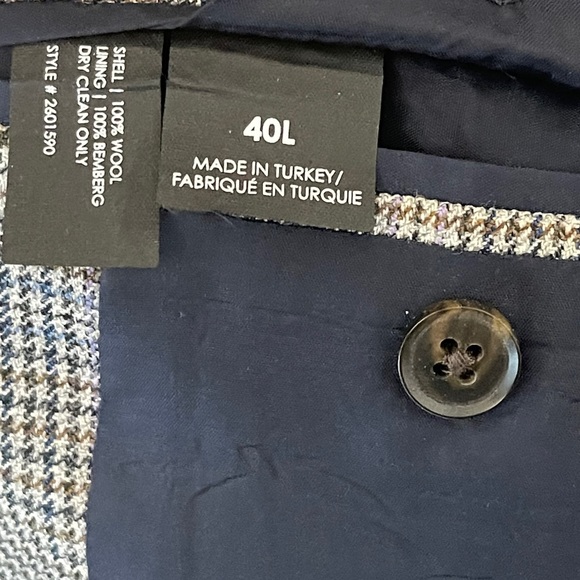 SHELL | 100% WOOL
LINING | 100% BEMBERG
DRY CLEAN ONLY
STYLE # 2601590
40L
MADE IN TURKEY/
FABRIQUÉ EN TURQUIE